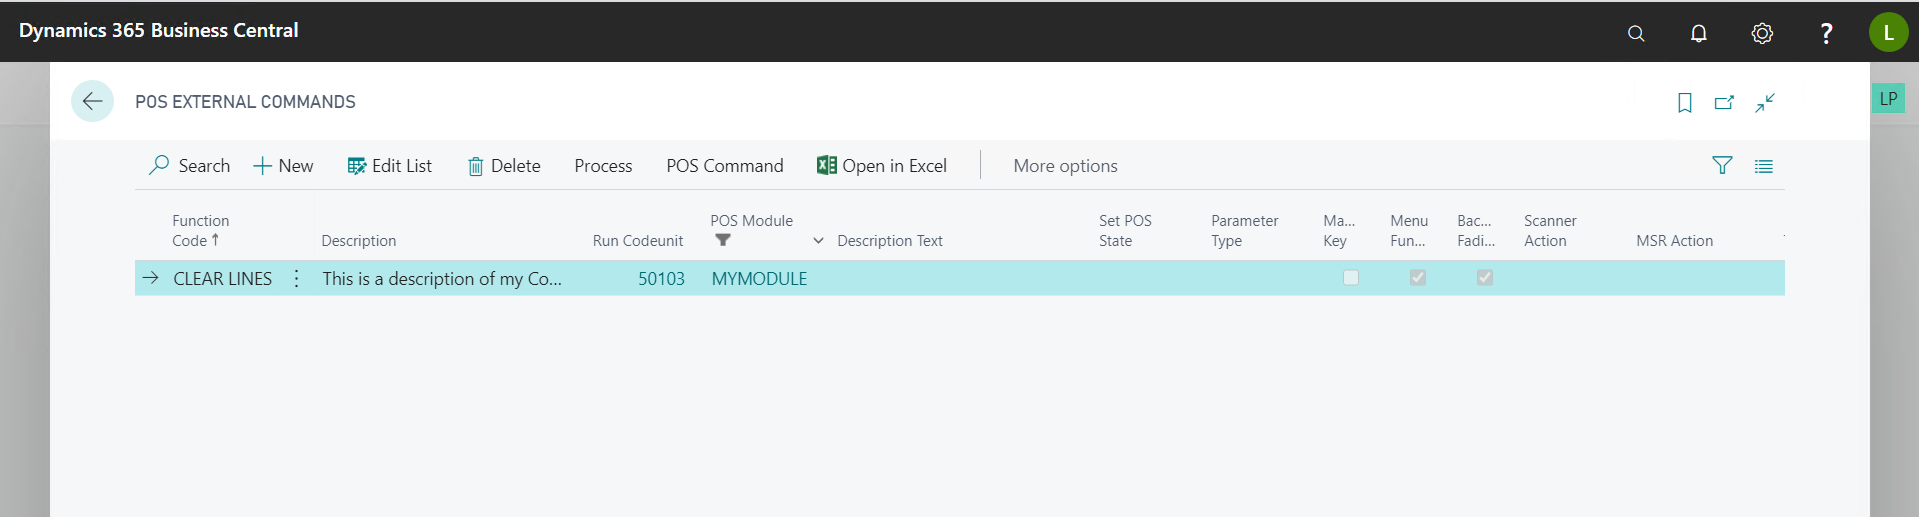 Dynamics 365 Business Central
?
L
POS EXTERNAL COMMANDS
LP
Search New Edit List Delete Process POS Command Open in Excel More options
Function Code ↑ Description Run Codeunit POS Module Description Text Set POS State Parameter Type Ma... Key Menu Fun... Bac... Fadi... Scanner Action MSR Action
CLEAR LINES This is a description of my Co... 50103 MYMODULE